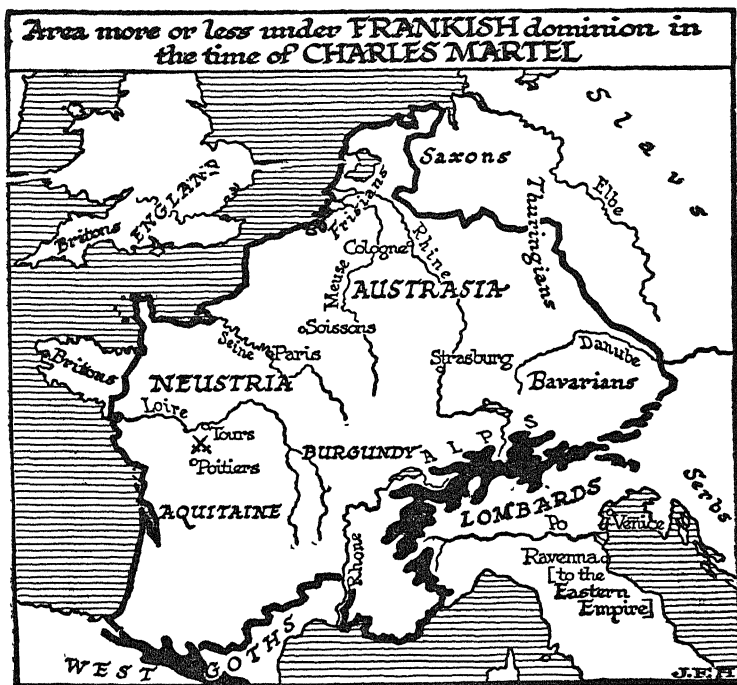 Area more or less under FRANKISH dominion in
the time of CHARLES MARTEL
Slavs
Saxons
ENGLAND
Britons
Frisians
Thuringians
Elbe
Cologne
Rhine
Meuse
AUSTRASIA
Soissons
Seine
Paris
Strasburg
Danube
Britons
NEUSTRIA
Bavarians
Loire
Tours
BURGUNDY
ALPS
Poitiers
AQUITAINE
LOMBARDS
Serbs
Po
Venice
Rhone
Ravenna
[to the
Eastern
Empire]
WEST GOTHS
J.F.H